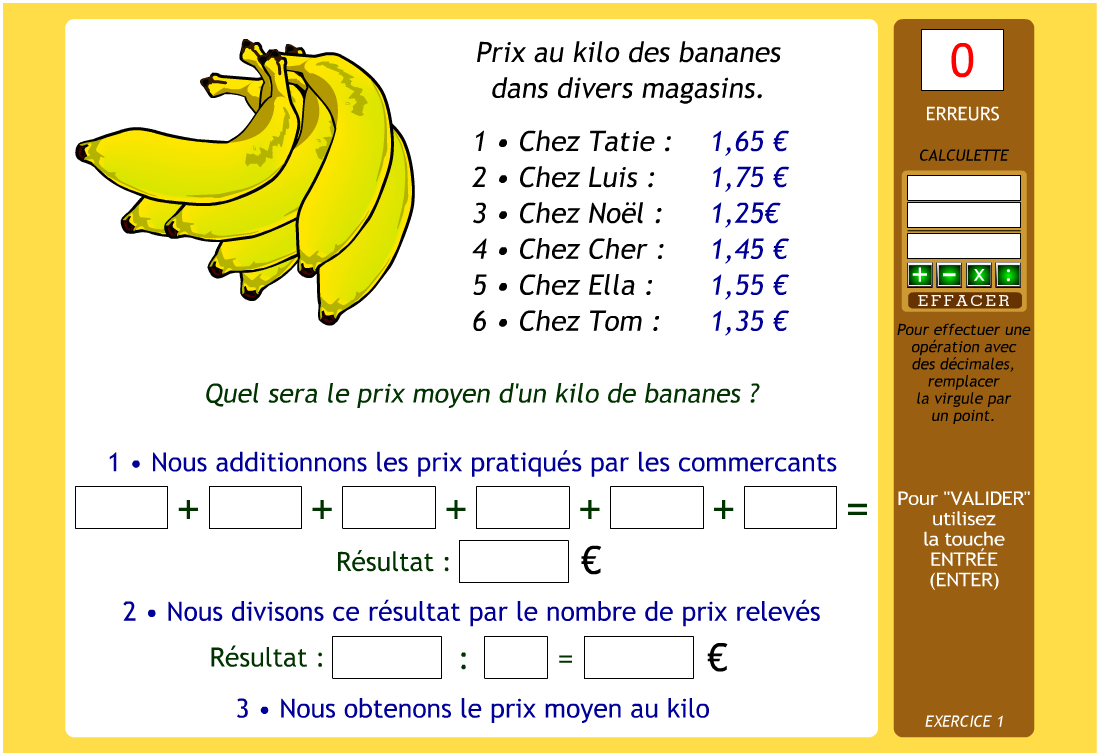 Prix au kilo des bananes
dans divers magasins.
1 • Chez Tatie : 1,65 €
2 • Chez Luis : 1,75 €
3 • Chez Noël : 1,25€
4 • Chez Cher : 1,45 €
5 • Chez Ella : 1,55 €
6 • Chez Tom : 1,35 €
Quel sera le prix moyen d'un kilo de bananes ?
1 • Nous additionnons les prix pratiqués par les commercants
+ + + + + =
Résultat : €
2 • Nous divisons ce résultat par le nombre de prix relevés
Résultat : : = €
3 • Nous obtenons le prix moyen au kilo
0
ERREURS
CALCULETTE
+ − x :
EFFACER
Pour effectuer une
opération avec
des décimales,
remplacer
la virgule par
un point.
Pour "VALIDER"
utilisez
la touche
ENTRÉE
(ENTER)
EXERCICE 1